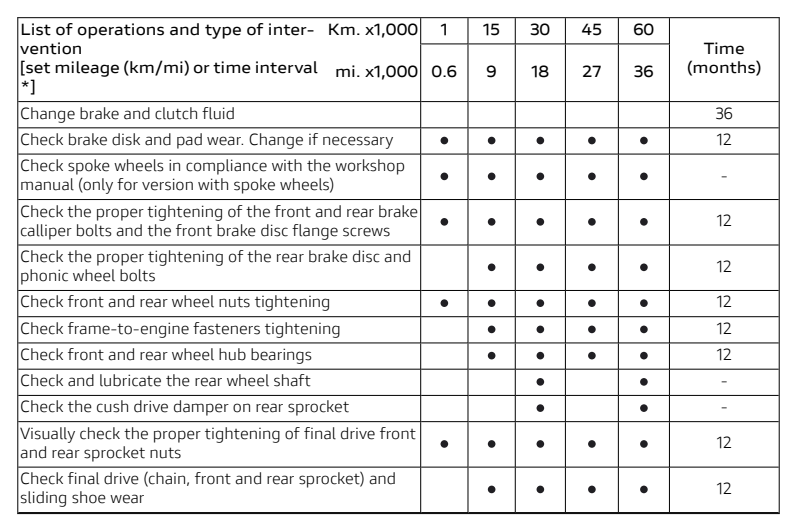 List of operations and type of inter- Km. x1,000 1 15 30 45 60 Time (months)
vention
[set mileage (km/mi) or time interval mi. x1,000 0.6 9 18 27 36
*]
Change brake and clutch fluid 36
Check brake disk and pad wear. Change if necessary ● ● ● ● ● 12
Check spoke wheels in compliance with the workshop
manual (only for version with spoke wheels) ● ● ● ● ● -
Check the proper tightening of the front and rear brake
calliper bolts and the front brake disc flange screws ● ● ● ● ● 12
Check the proper tightening of the rear brake disc and
phonic wheel bolts ● ● ● ● 12
Check front and rear wheel nuts tightening ● ● ● ● ● 12
Check frame-to-engine fasteners tightening ● ● ● ● 12
Check front and rear wheel hub bearings ● ● ● ● 12
Check and lubricate the rear wheel shaft ● ● -
Check the cush drive damper on rear sprocket ● ● -
Visually check the proper tightening of final drive front
and rear sprocket nuts ● ● ● ● ● 12
Check final drive (chain, front and rear sprocket) and
sliding shoe wear ● ● ● ● 12